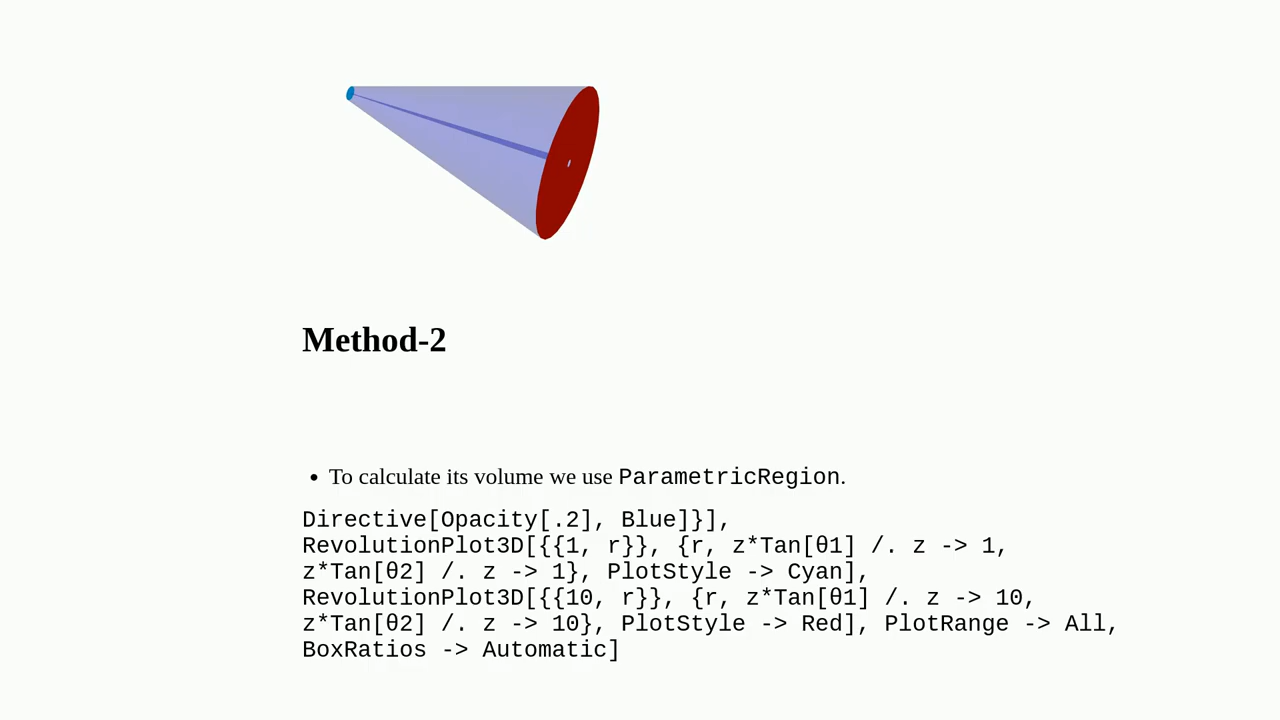 Method-2
• To calculate its volume we use ParametricRegion.
Directive[Opacity[.2], Blue]}],
RevolutionPlot3D[{{1, r}}, {r, z*Tan[θ1] /. z -> 1,
z*Tan[θ2] /. z -> 1}, PlotStyle -> Cyan],
RevolutionPlot3D[{{10, r}}, {r, z*Tan[θ1] /. z -> 10,
z*Tan[θ2] /. z -> 10}, PlotStyle -> Red], PlotRange -> All,
BoxRatios -> Automatic]